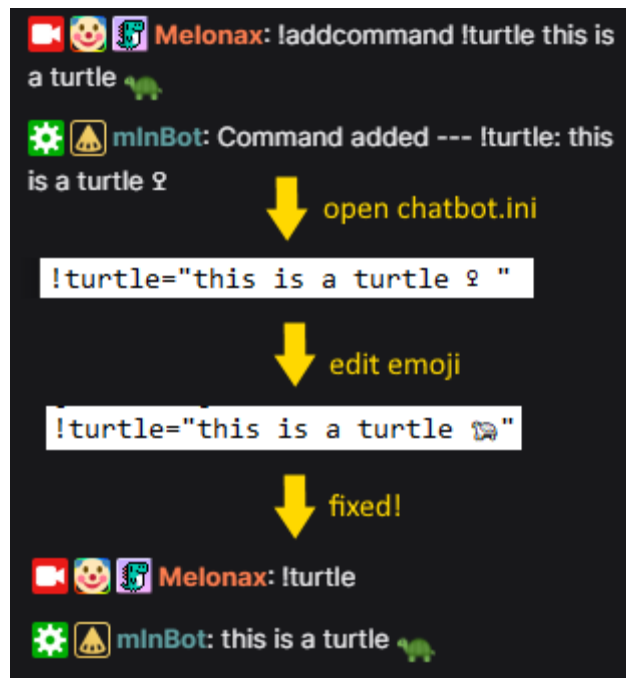 Melonax: !addcommand !turtle this is
a turtle 🐢
mInBot: Command added --- !turtle: this
is a turtle Ջ
open chatbot.ini
!turtle="this is a turtle Ջ "
edit emoji
!turtle="this is a turtle 🐢"
fixed!
Melonax: !turtle
mInBot: this is a turtle 🐢